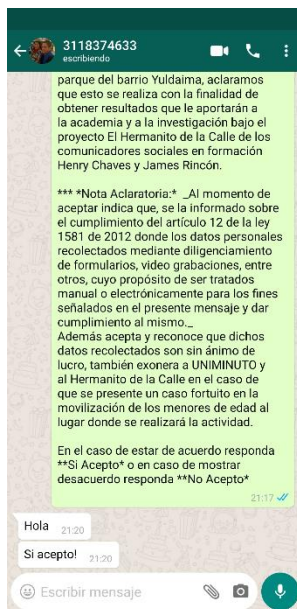 3118374633
escribiendo
parque del barrio Yuldaima, aclaramos
que esto se realiza con la finalidad de
obtener resultados que le aportarán a
la academia y a la investigación bajo el
proyecto El Hermanito de la Calle de los
comunicadores sociales en formación
Henry Chaves y James Rincón.
*** *Nota Aclaratoria:* _Al momento de
aceptar indica que, se la informado sobre
el cumplimiento del artículo 12 de la ley
1581 de 2012 donde los datos personales
recolectados mediante diligenciamiento
de formularios, video grabaciones, entre
otros, cuyo propósito de ser tratados
manual o electrónicamente para los fines
señalados en el presente mensaje y dar
cumplimiento al mismo._
Además acepta y reconoce que dichos
datos recolectados son sin ánimo de
lucro, también exonera a UNIMINUTO y
al Hermanito de la Calle en el caso de
que se presente un caso fortuito en la
movilización de los menores de edad al
lugar donde se realizará la actividad.
En el caso de estar de acuerdo responda
**Si Acepto* o en caso de mostrar
desacuerdo responda **No Acepto*
21:17
Hola 21:20
Si acepto! 21:20
Escribir mensaje